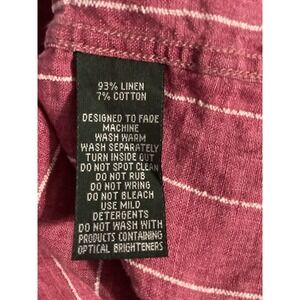 93% LINEN
7% COTTON
DESIGNED TO FADE
MACHINE
WASH WARM
WASH SEPARATELY
TURN INSIDE OUT
DO NOT SPOT CLEAN
DO NOT RUB
DO NOT WRING
DO NOT BLEACH
USE MILD
DETERGENTS
DO NOT WASH WITH
PRODUCTS CONTAINING
OPTICAL BRIGHTENERS